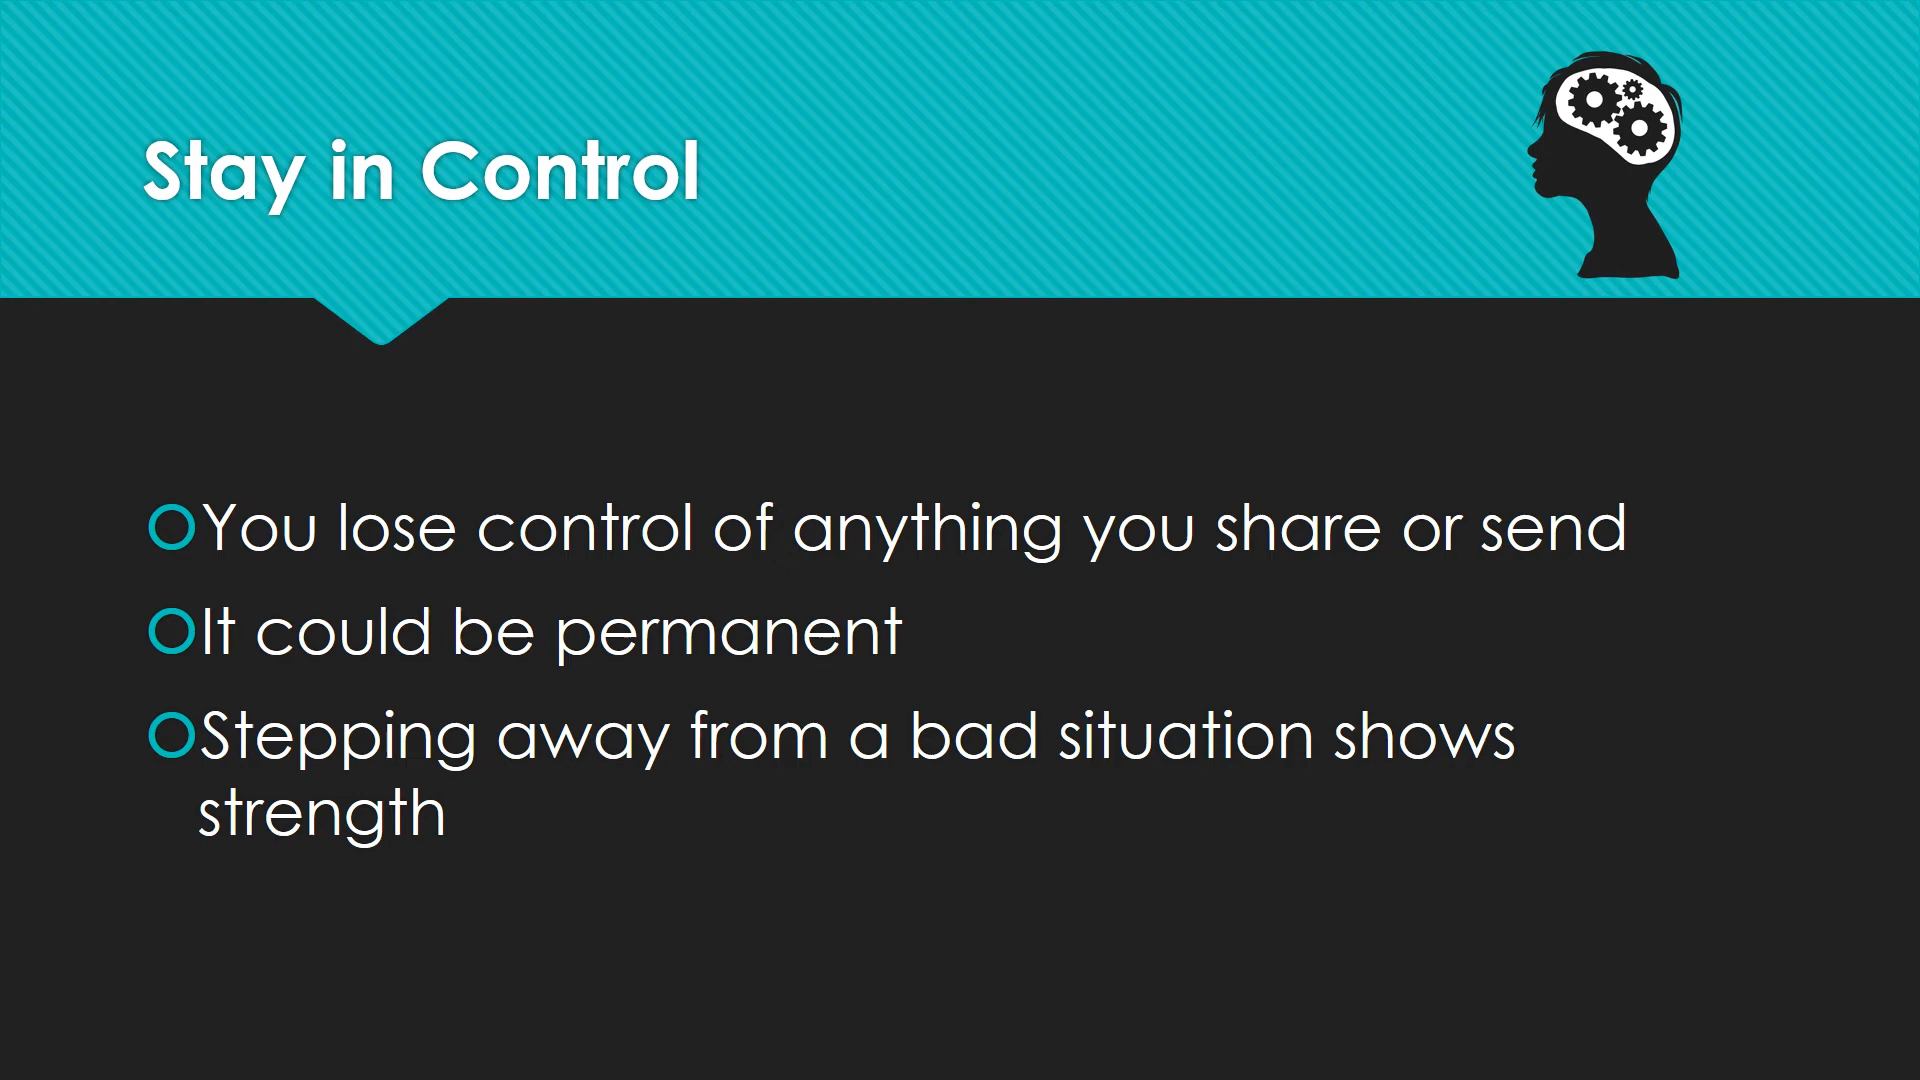 Stay in Control
You lose control of anything you share or send
It could be permanent
Stepping away from a bad situation shows
strength